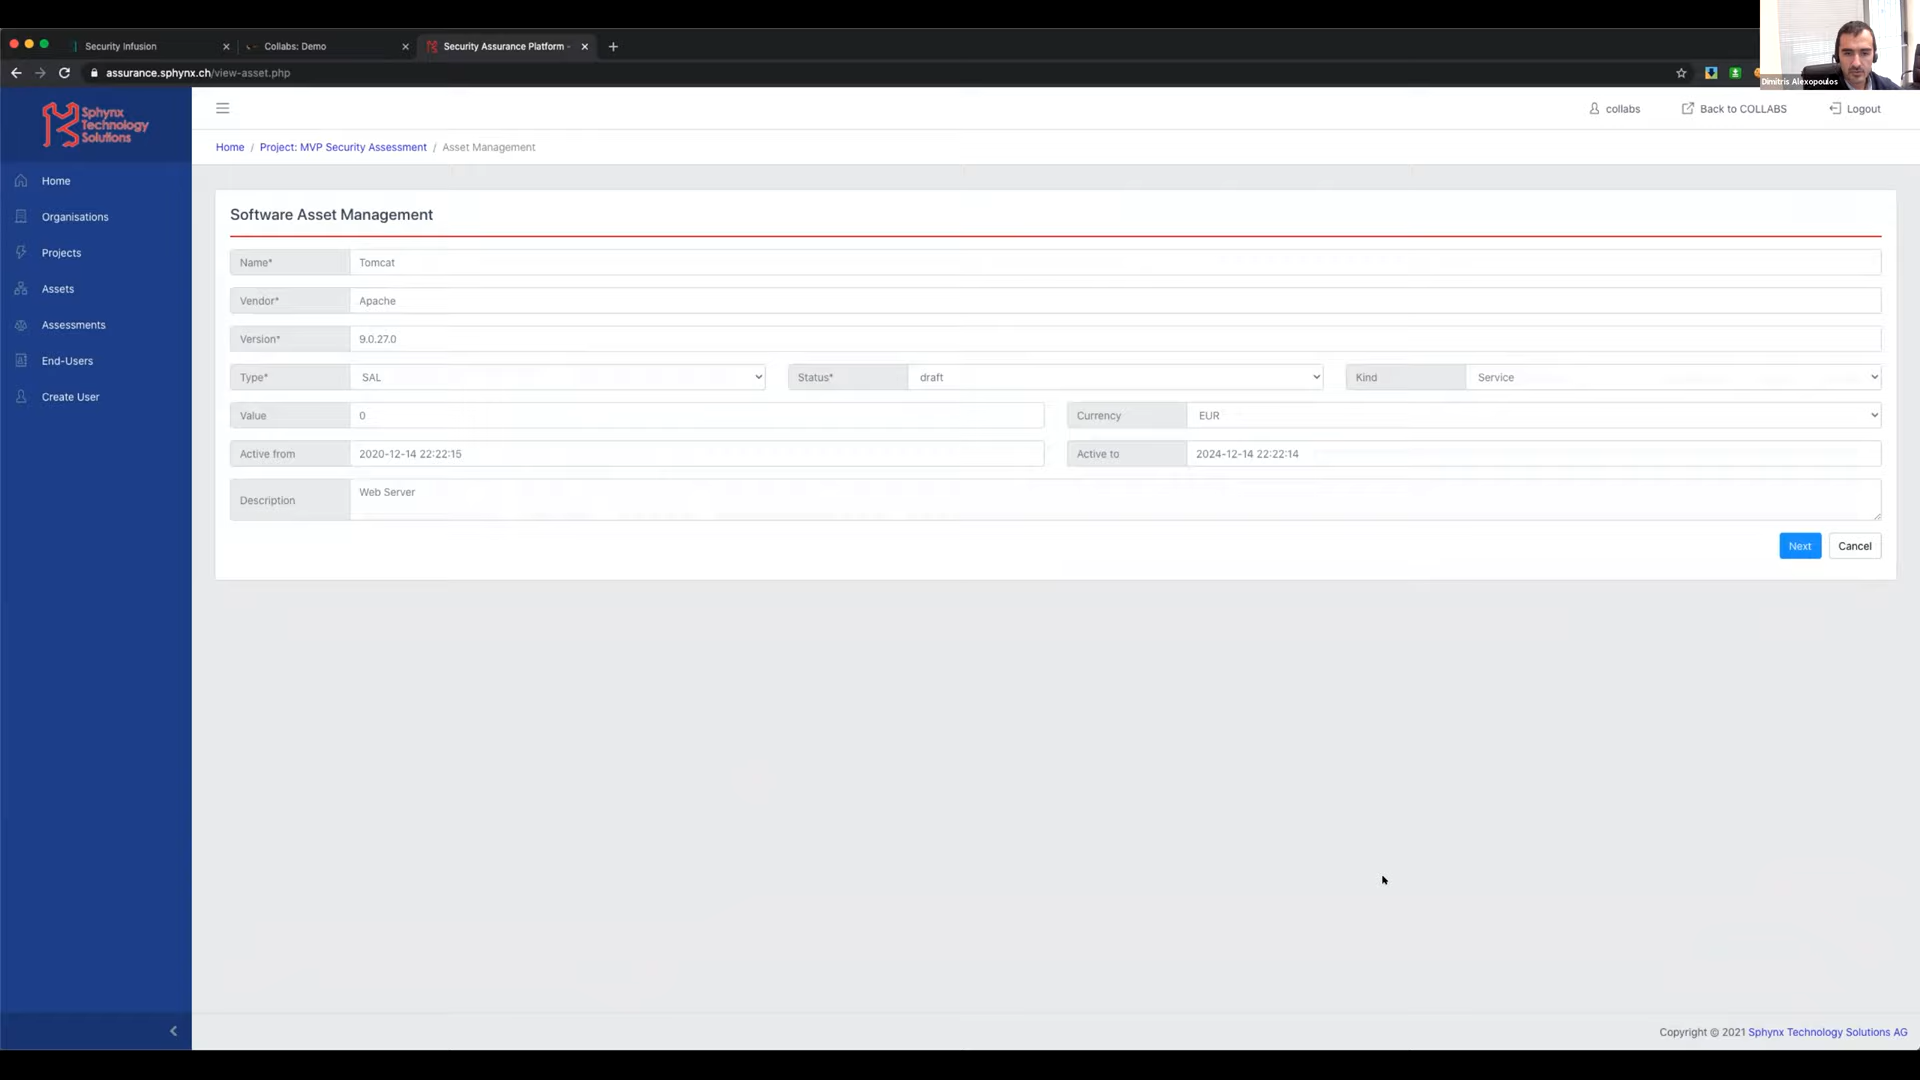 Security Infusion
Collabs: Demo
Security Assurance Platform -
assurance.sphynx.ch/view-asset.php
Dimitris Alexopoulos
Sphynx
Technology
Solutions
collabs
Back to COLLABS
Logout
Home / Project: MVP Security Assessment / Asset Management
Home
Organisations
Projects
Assets
Assessments
End-Users
Create User
Software Asset Management
Name* Tomcat
Vendor* Apache
Version* 9.0.27.0
Type* SAL Status* draft Kind Service
Value 0 Currency EUR
Active from 2020-12-14 22:22:15 Active to 2024-12-14 22:22:14
Description Web Server
Next Cancel
Copyright © 2021 Sphynx Technology Solutions AG